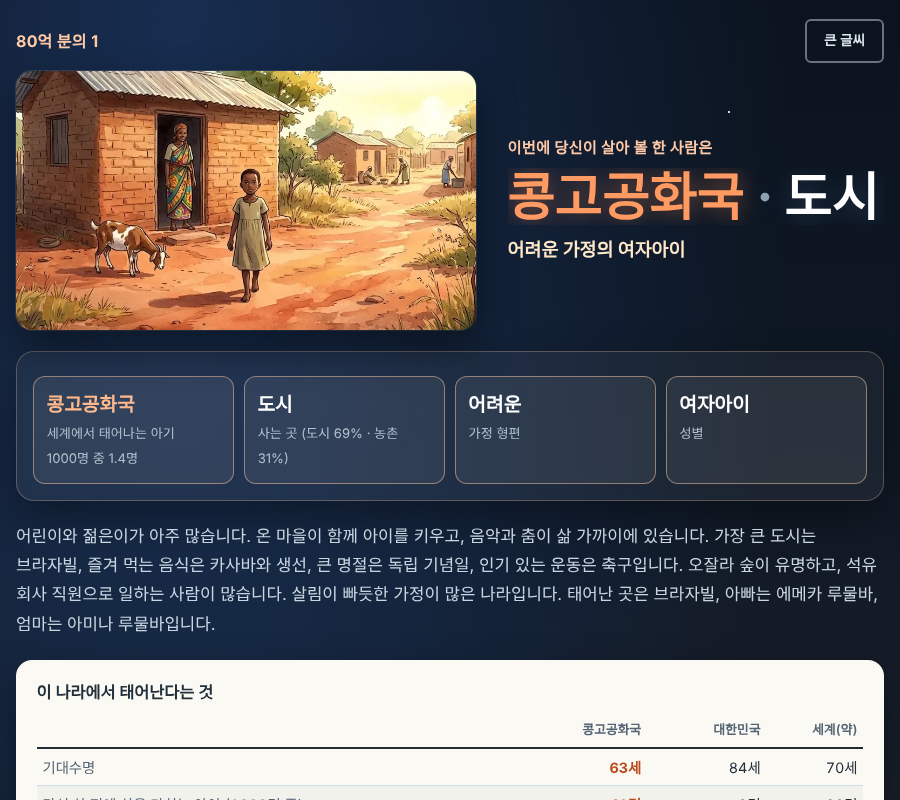 80억 분의 1
큰 글씨
이번에 당신이 살아 볼 한 사람은
콩고공화국 · 도시
어려운 가정의 여자아이
콩고공화국
세계에서 태어나는 아기
1000명 중 1.4명
도시
사는 곳 (도시 69% · 농촌
31%)
어려운
가정 형편
여자아이
성별
어린이와 젊은이가 아주 많습니다. 온 마을이 함께 아이를 키우고, 음악과 춤이 삶 가까이에 있습니다. 가장 큰 도시는
브라자빌, 즐겨 먹는 음식은 카사바와 생선, 큰 명절은 독립 기념일, 인기 있는 운동은 축구입니다. 오잘라 숲이 유명하고, 석유
회사 직원으로 일하는 사람이 많습니다. 살림이 빠듯한 가정이 많은 나라입니다. 태어난 곳은 브라자빌, 아빠는 에메카 루물바,
엄마는 아미나 루물바입니다.
이 나라에서 태어난다는 것
콩고공화국 대한민국 세계(약)
기대수명 63세 84세 70세